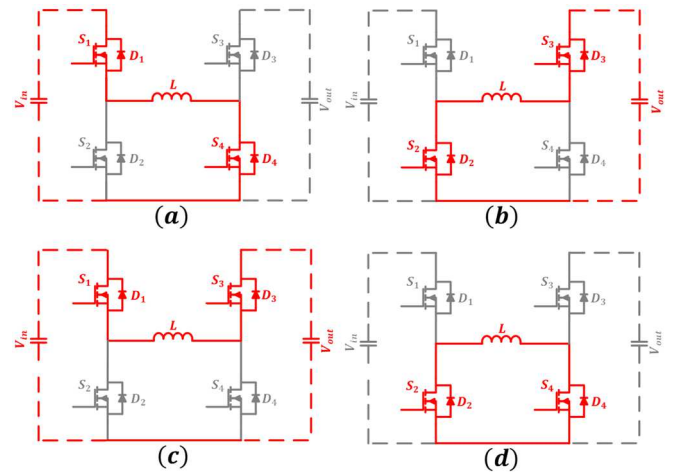 S1 D1 S3 D3
Vin L Vout
S2 D2 S4 D4
(a)
S1 D1 S3 D3
Vin L Vout
S2 D2 S4 D4
(b)
S1 D1 S3 D3
Vin L Vout
S2 D2 S4 D4
(c)
S1 D1 S3 D3
Vin L Vout
S2 D2 S4 D4
(d)